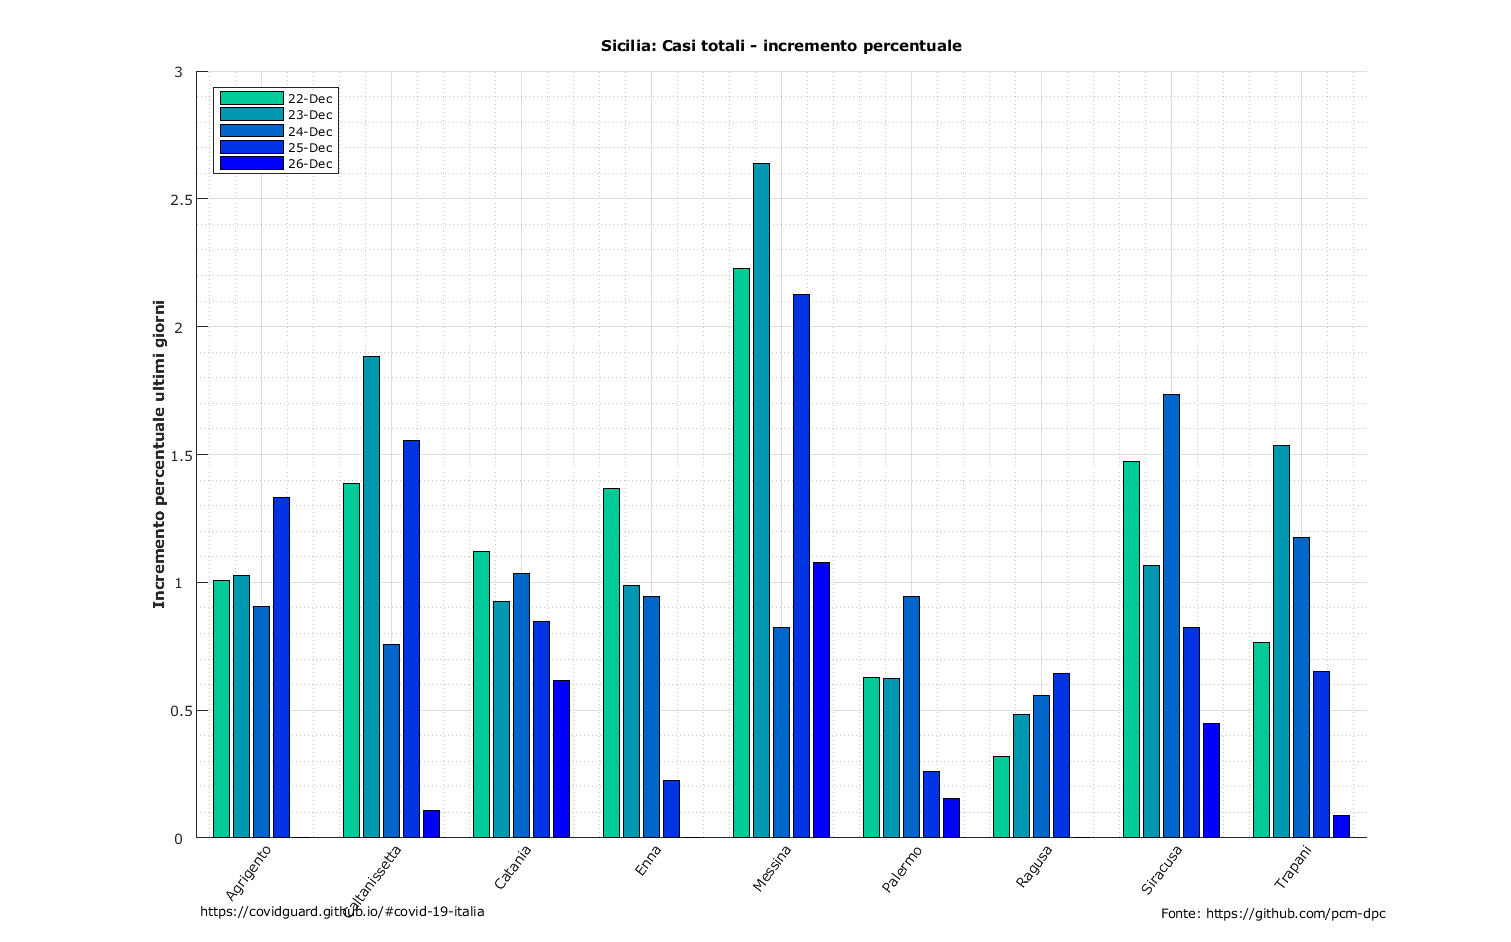 Sicilia: Casi totali - incremento percentuale
3
2.5
2
1.5
1
0.5
0
Incremento percentuale ultimi giorni
22-Dec
23-Dec
24-Dec
25-Dec
26-Dec
Agrigento
Caltanissetta
Catania
Enna
Messina
Palermo
Ragusa
Siracusa
Trapani
https://covidguard.github.io/#covid-19-italia
Fonte: https://github.com/pcm-dpc